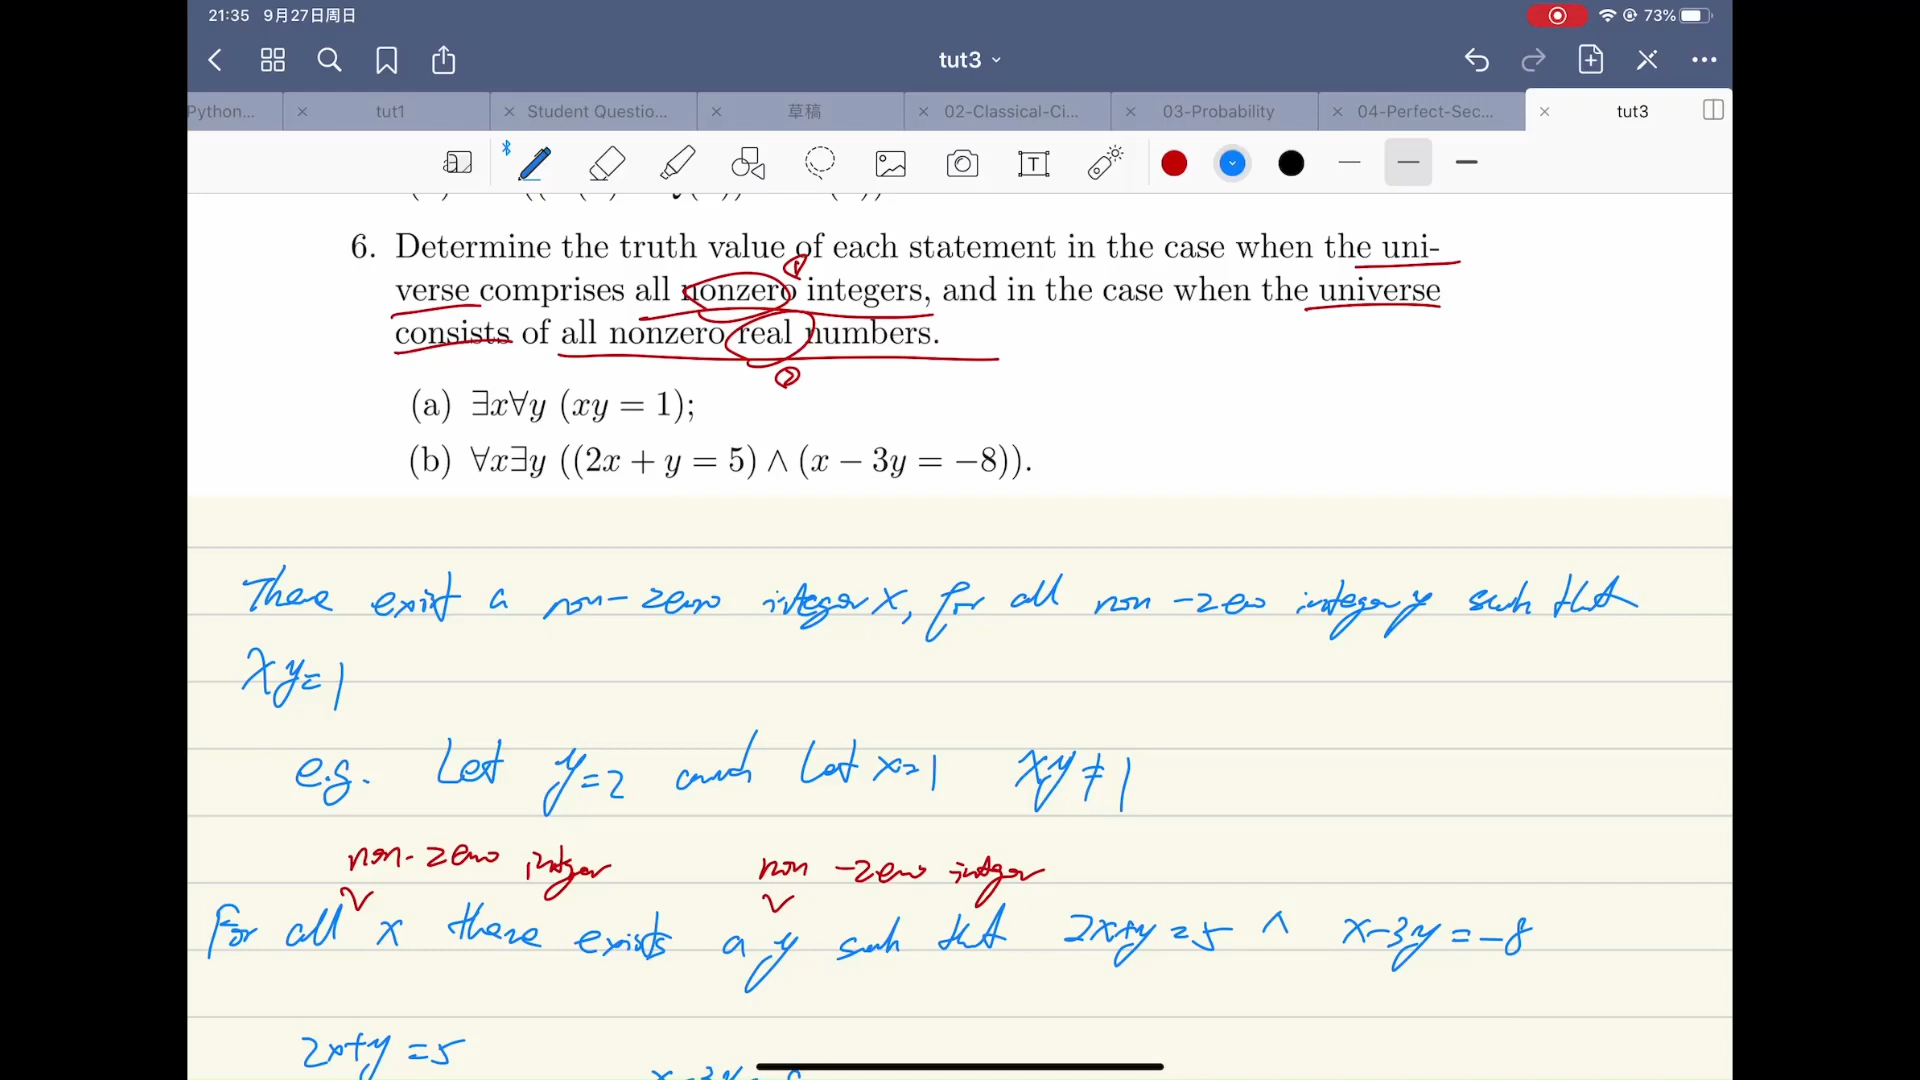 21:35 9月27日周日 73%
tut3
Python... tut1 Student Questio... 草稿 02-Classical-Ci... 03-Probability 04-Perfect-Sec... tut3
6. Determine the truth value of each statement in the case when the uni-
verse comprises all nonzero integers, and in the case when the universe
consists of all nonzero real numbers.
(a) ∃x∀y (xy = 1);
(b) ∀x∃y ((2x + y = 5) ∧ (x − 3y = −8)).
There exist a non-zero integer x, for all non-zero integer y such that
xy=1
e.g. Let y=2 and Let x=1 xy≠1
non-zero integer non-zero integer
For all x there exists a y such that 2x+y=5 ∧ x-3y=-8
2x+y=5